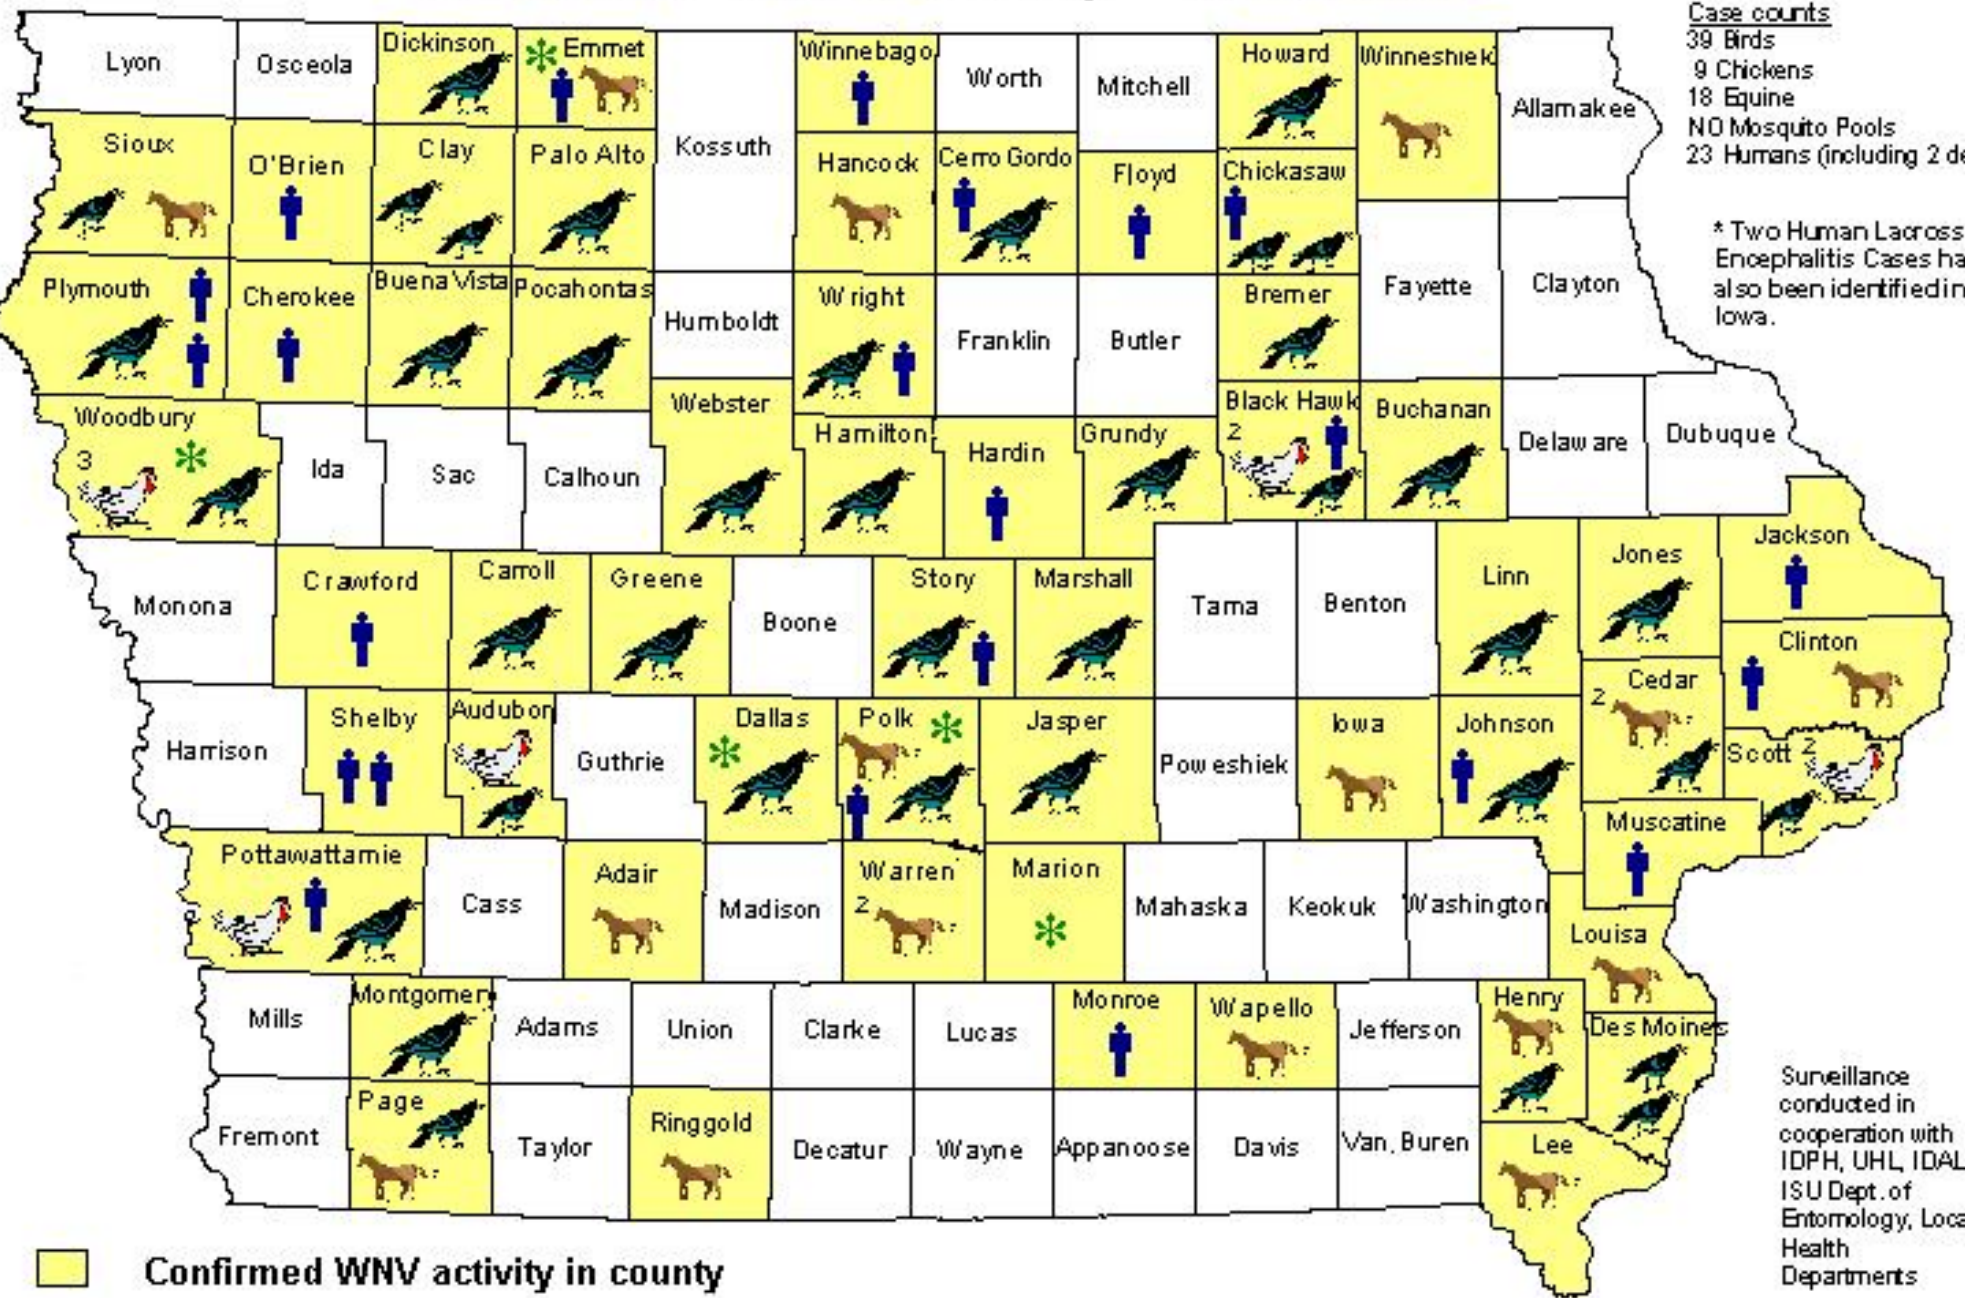 Case counts
39 Birds
9 Chickens
18 Equine
NO Mosquito Pools
23 Humans (including 2 de
* Two Human Lacross
Encephalitis Cases ha
also been identified in
Iowa.
Lyon
Osceola
Dickinson
* Emmet
Kossuth
Winnebago
Worth
Mitchell
Howard
Winneshiek
Allamakee
Sioux
O'Brien
Clay
Palo Alto
Hancock
Cerro Gordo
Floyd
Chickasaw
Plymouth
Cherokee
Buena Vista
Pocahontas
Humboldt
Wright
Franklin
Butler
Bremer
Fayette
Clayton
Woodbury
3
*
Ida
Sac
Calhoun
Webster
Hamilton
Hardin
Grundy
Black Hawk
2
Buchanan
Delaware
Dubuque
Monona
Crawford
Carroll
Greene
Boone
Story
Marshall
Tama
Benton
Linn
Jones
Jackson
Clinton
Harrison
Shelby
Audubon
Guthrie
Dallas
*
Polk
*
Jasper
Poweshiek
Iowa
Johnson
Cedar
2
Scott 2
Muscatine
Pottawattamie
Cass
Adair
Madison
Warren
2
Marion
*
Mahaska
Keokuk
Washington
Louisa
Mills
Montgomer
Adams
Union
Clarke
Lucas
Monroe
Wapello
Jefferson
Henry
Des Moines
Fremont
Page
Taylor
Ringgold
Decatur
Wayne
Appanoose
Davis
Van. Buren
Lee
Surveillance
conducted in
cooperation with
IDPH, UHL, IDAL
ISU Dept. of
Entomology, Loca
Health
Departments
Confirmed WNV activity in county